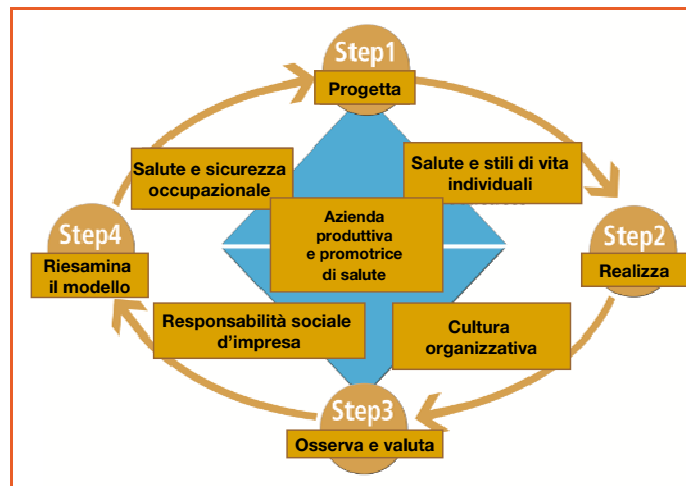 Step1
Progetta
Salute e sicurezza
occupazionale
Salute e stili di vita
individuali
Azienda
produttiva
e promotrice
di salute
Step4
Riesamina
il modello
Step2
Realizza
Responsabilità sociale
d'impresa
Cultura
organizzativa
Step3
Osserva e valuta